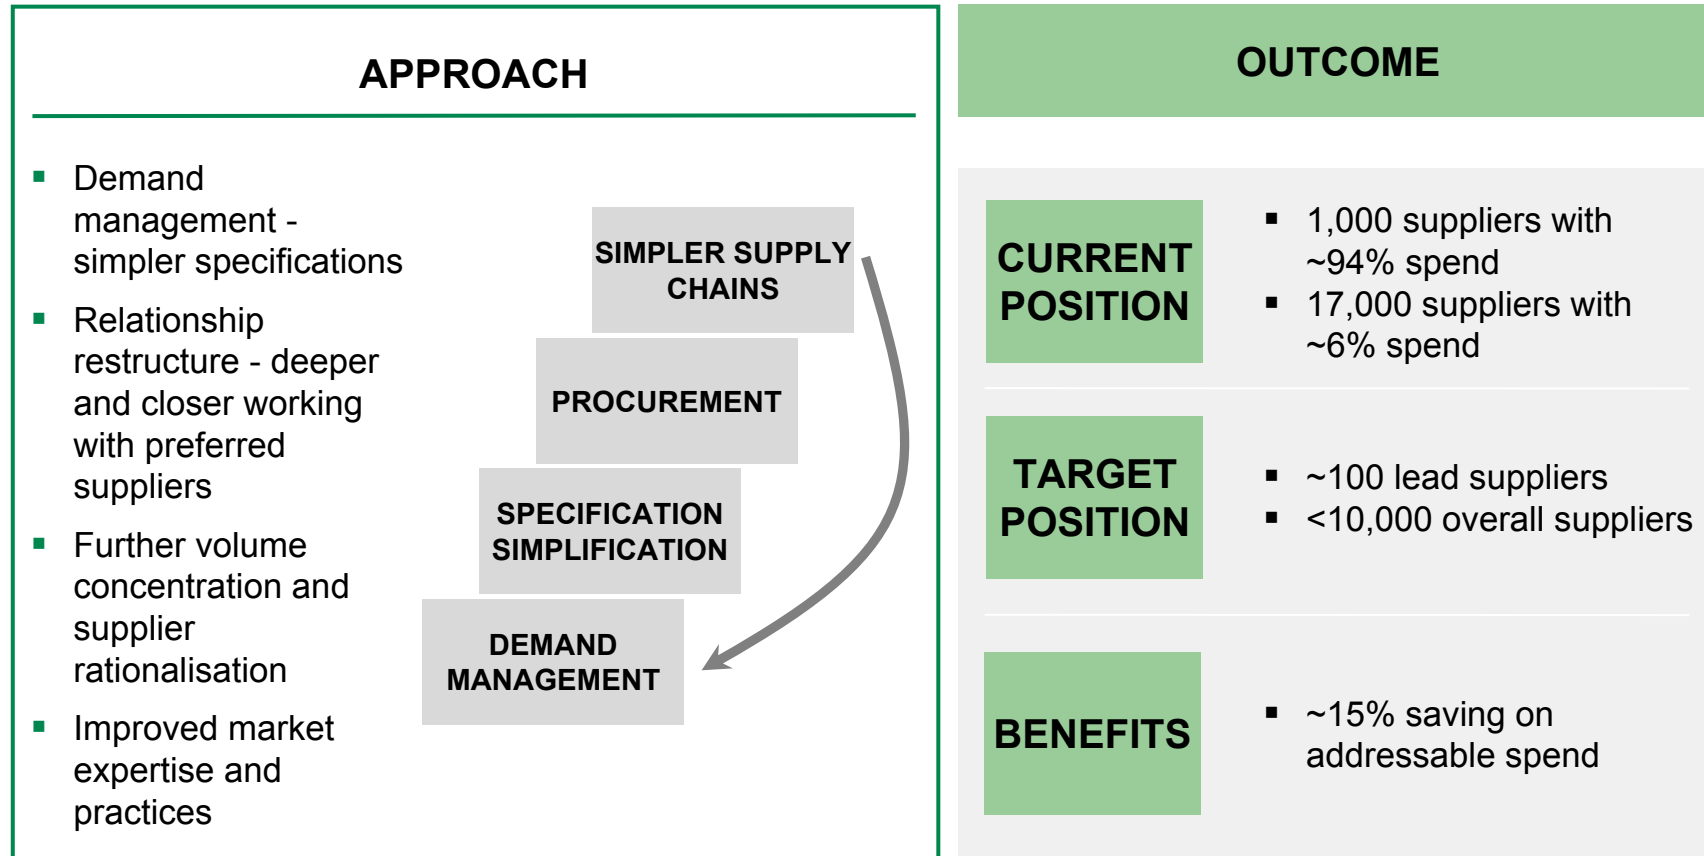 APPROACH
▪ Demand
management -
simpler specifications
▪ Relationship
restructure - deeper
and closer working
with preferred
suppliers
▪ Further volume
concentration and
supplier
rationalisation
▪ Improved market
expertise and
practices
SIMPLER SUPPLY
CHAINS
PROCUREMENT
SPECIFICATION
SIMPLIFICATION
DEMAND
MANAGEMENT
OUTCOME
CURRENT
POSITION
▪ 1,000 suppliers with
~94% spend
▪ 17,000 suppliers with
~6% spend
TARGET
POSITION
▪ ~100 lead suppliers
▪ <10,000 overall suppliers
BENEFITS
▪ ~15% saving on
addressable spend